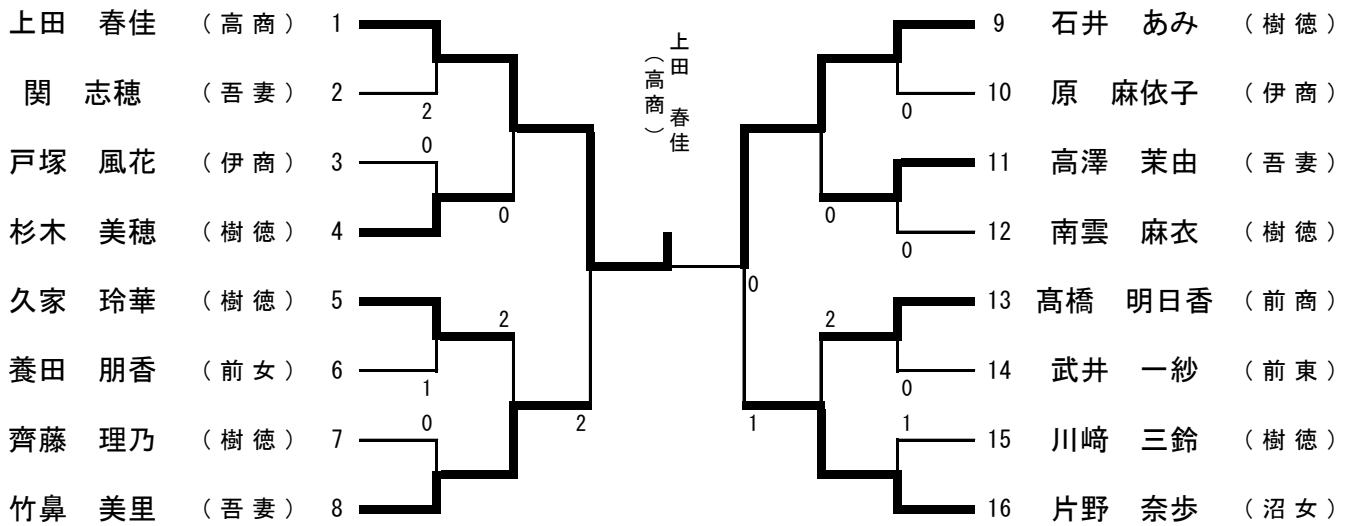 上田　春佳 （高商） 1
関　志穂 （吾妻） 2
2
0
戸塚　風花 （伊商） 3
杉木　美穂 （樹徳） 4
0
久家　玲華 （樹徳） 5
2
養田　朋香 （前女） 6
1
0
齊藤　理乃 （樹徳） 7
2
竹鼻　美里 （吾妻） 8
上田　春佳
（高商）
9 石井　あみ （樹徳）
10 原　麻依子 （伊商）
0
11 高澤　茉由 （吾妻）
0
12 南雲　麻衣 （樹徳）
0
0
13 髙橋　明日香 （前商）
2
14 武井　一紗 （前東）
0
1
1
15 川﨑　三鈴 （樹徳）
16 片野　奈歩 （沼女）